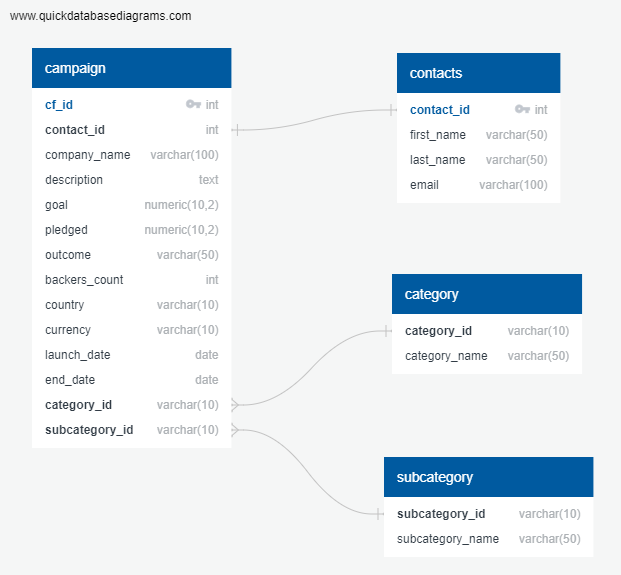 www.quickdatabasediagrams.com
campaign
cf_id int
contact_id int
company_name varchar(100)
description text
goal numeric(10,2)
pledged numeric(10,2)
outcome varchar(50)
backers_count int
country varchar(10)
currency varchar(10)
launch_date date
end_date date
category_id varchar(10)
subcategory_id varchar(10)
contacts
contact_id int
first_name varchar(50)
last_name varchar(50)
email varchar(100)
category
category_id varchar(10)
category_name varchar(50)
subcategory
subcategory_id varchar(10)
subcategory_name varchar(50)